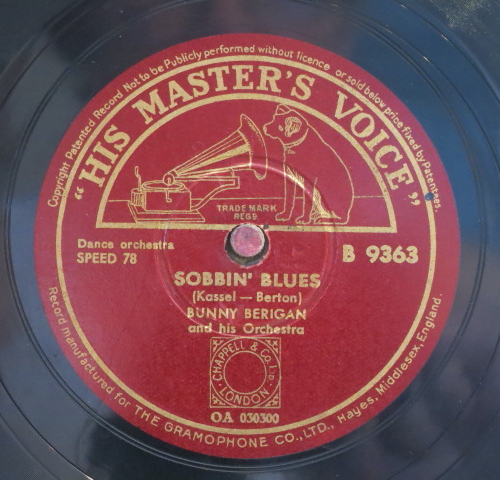 Copyright Patented Record Not to be Publicly performed without licence or sold below price fixed by Patentees.
"HIS MASTER'S VOICE"
TRADE MARK
REGD.
Dance orchestra
SPEED 78
B 9363
SOBBIN' BLUES
(Kassel — Berton)
BUNNY BERIGAN
and his Orchestra
CHAPPELL & Co. LTD.
LONDON
OA 030300
Record manufactured for THE GRAMOPHONE CO., LTD., Hayes, Middlesex, England.